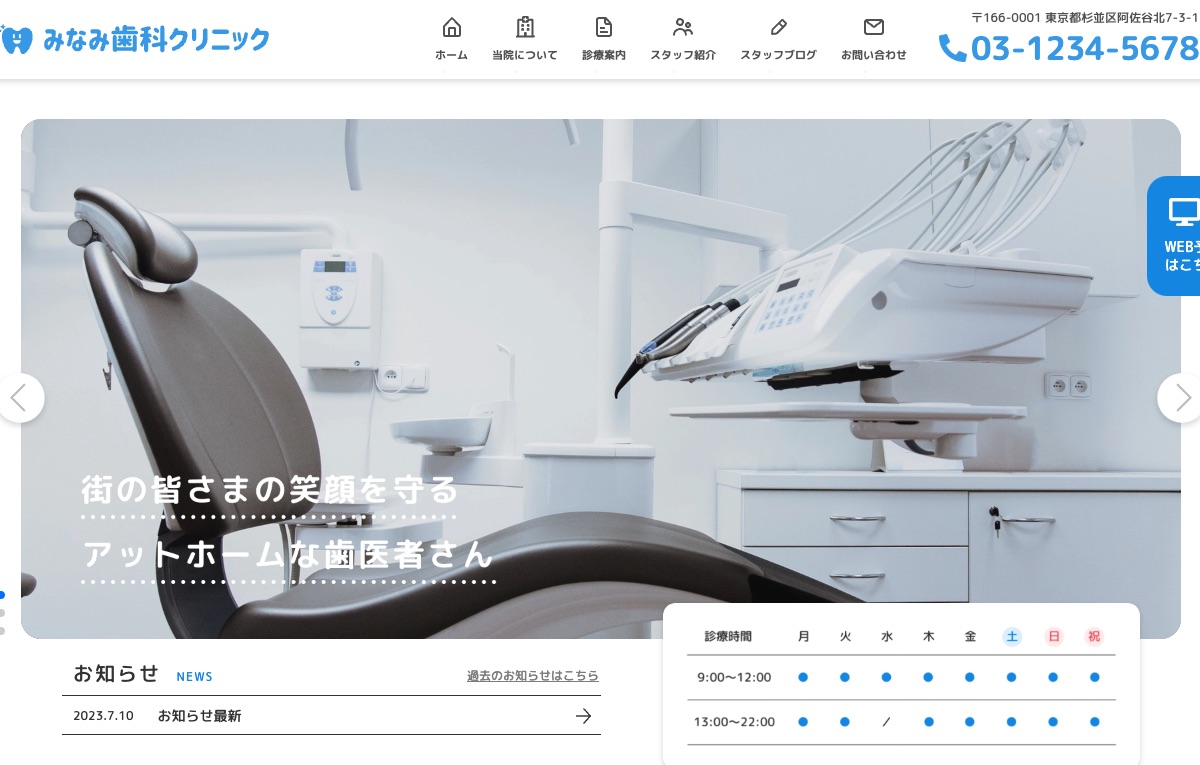 みなみ歯科クリニック
ホーム
当院について
診療案内
スタッフ紹介
スタッフブログ
お問い合わせ
〒166-0001 東京都杉並区阿佐谷北7-3-1
03-1234-5678
WEB予
はこち
街の皆さまの笑顔を守る
アットホームな歯医者さん
お知らせ NEWS
過去のお知らせはこちら
2023.7.10 お知らせ最新
診療時間 月 火 水 木 金 土 日 祝
9:00〜12:00 ● ● ● ● ● ● ● ●
13:00〜22:00 ● ● / ● ● ● ● ●